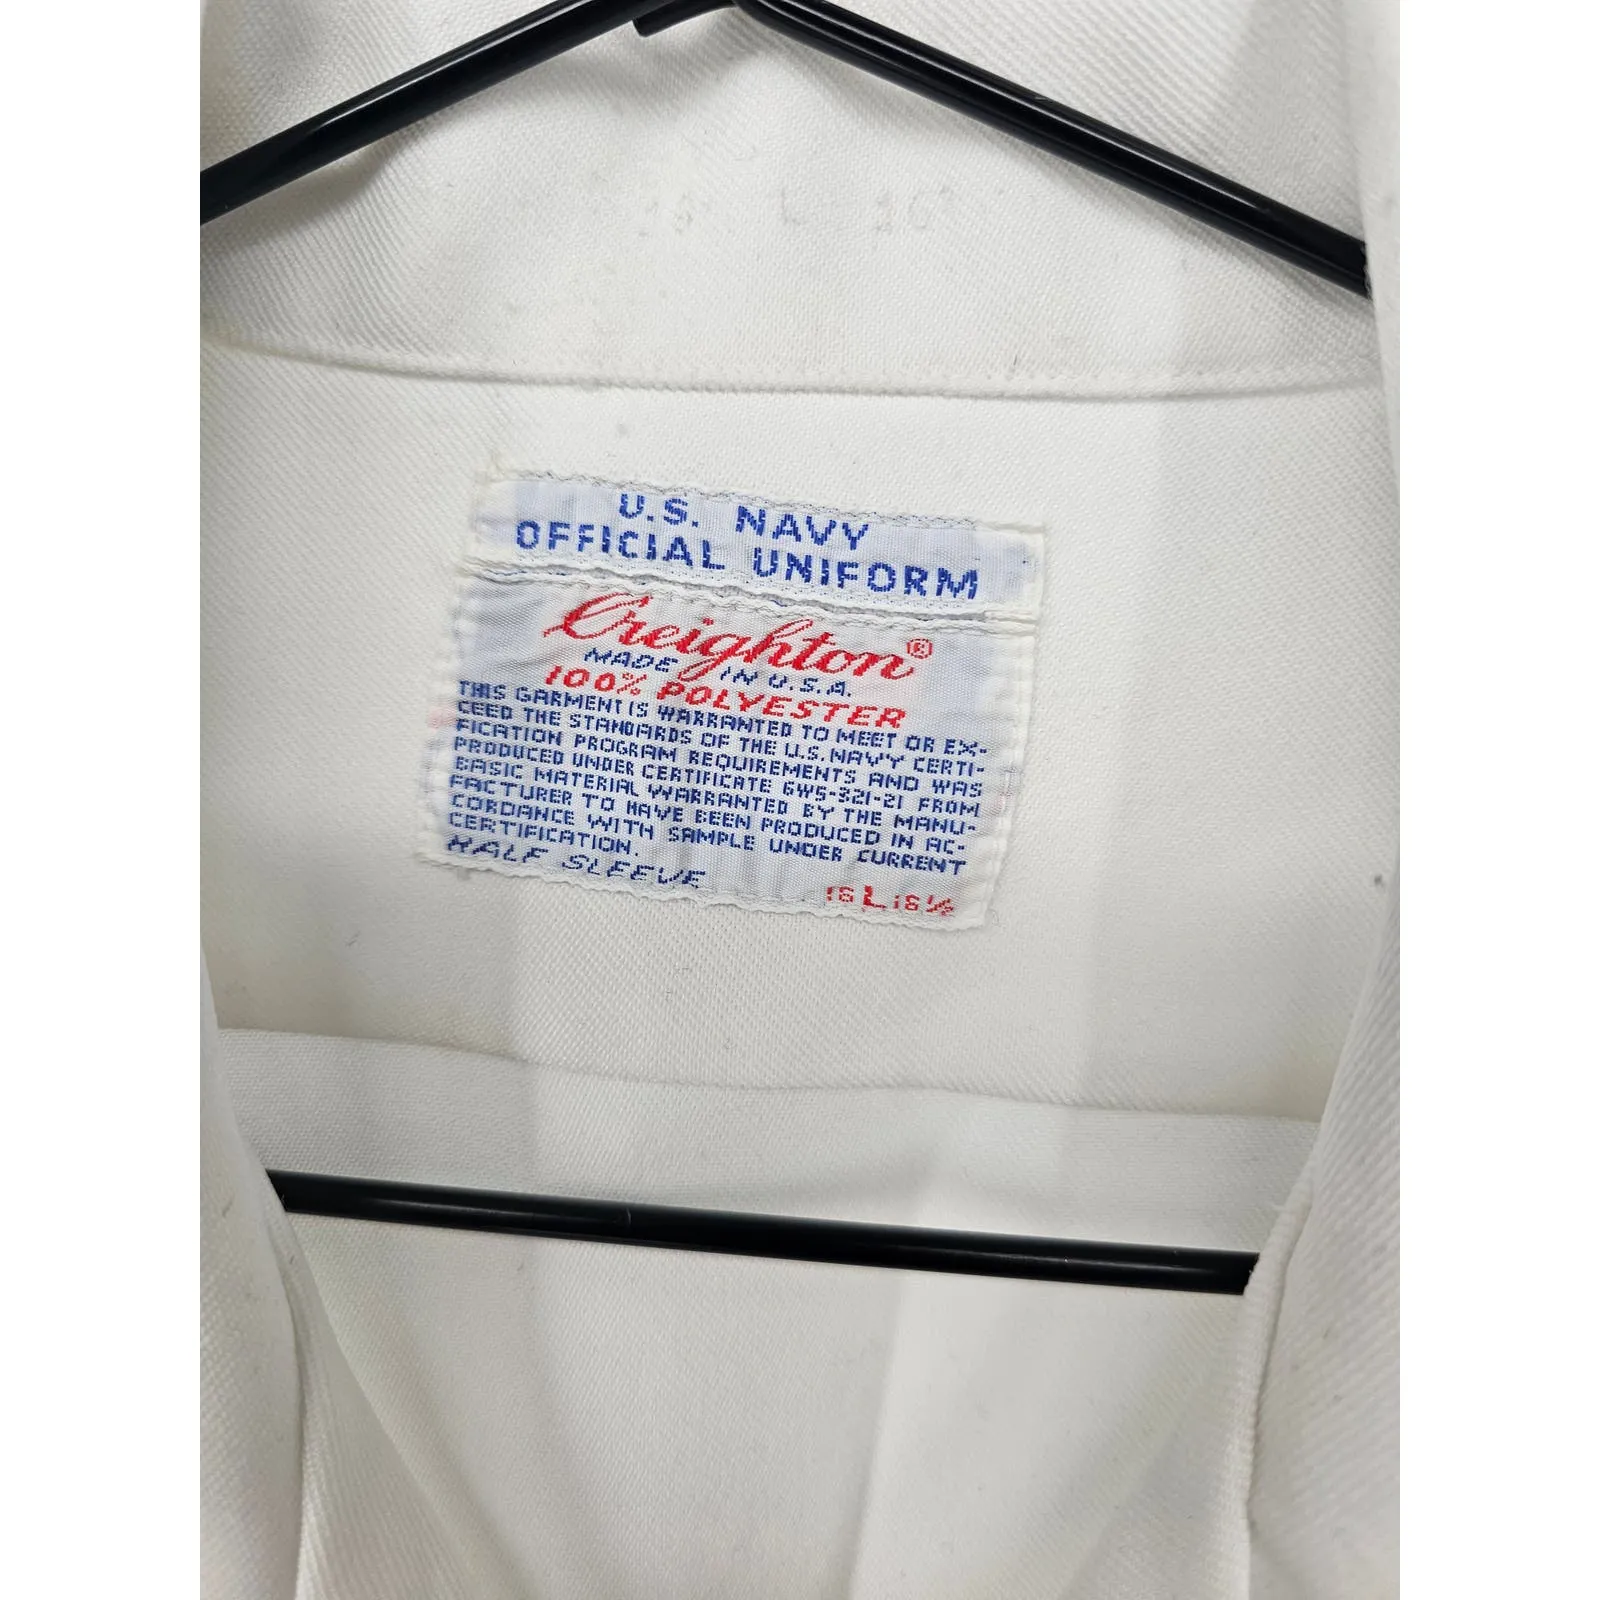 U.S. NAVY
OFFICIAL UNIFORM
Creighton®
MADE IN U.S.A.
100% POLYESTER
THIS GARMENT IS WARRANTED TO MEET OR EX-
CEED THE STANDARDS OF THE U.S. NAVY CERTI-
FICATION PROGRAM REQUIREMENTS AND WAS
PRODUCED UNDER CERTIFICATE GWS-321-21 FROM
BASIC MATERIAL WARRANTED BY THE MANU-
FACTURER TO HAVE BEEN PRODUCED IN AC-
CORDANCE WITH SAMPLE UNDER CURRENT
CERTIFICATION.
HALF SLEEVE
16 L 16½